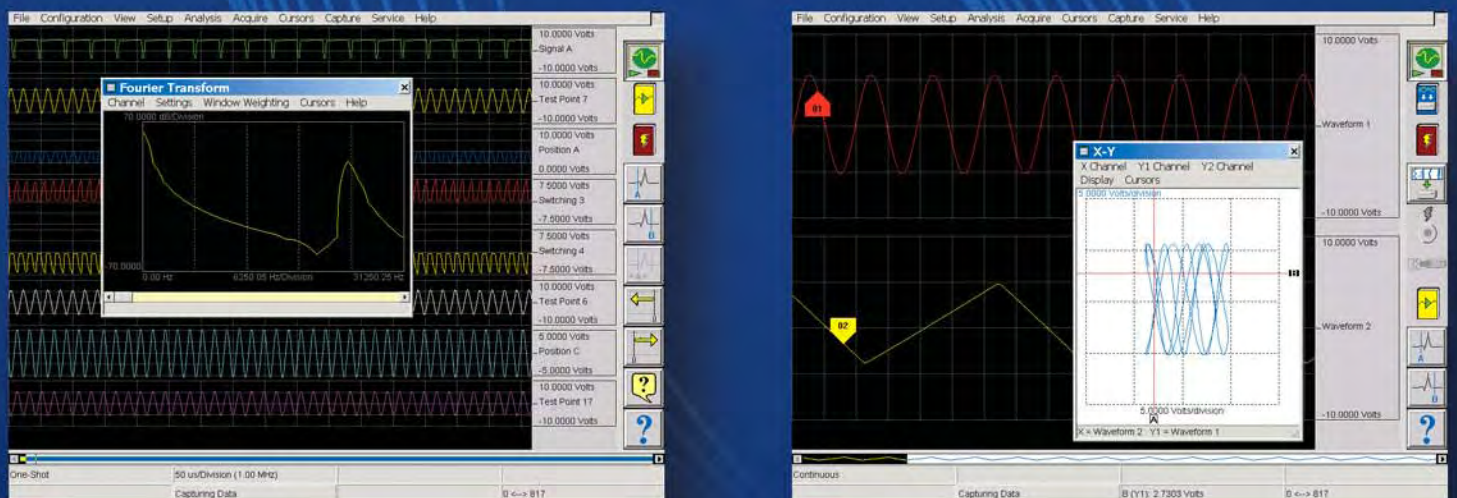 File Configuration View Setup Analysis Acquire Cursors Capture Service Help
10.0000 Volts
Signal A
-10.0000 Volts
10.0000 Volts
Test Point 7
-10.0000 Volts
10.0000 Volts
Position A
0.0000 Volts
7.5000 Volts
Switching 3
-7.5000 Volts
7.5000 Volts
Switching 4
-7.5000 Volts
10.0000 Volts
Test Point 6
-10.0000 Volts
5.0000 Volts
Position C
-5.0000 Volts
10.0000 Volts
Test Point 17
-10.0000 Volts
Fourier Transform
Channel Settings Window Weighting Cursors Help
70.0000 dB/Division
-70.0000
0.00 Hz 6250.05 Hz/Division 31250.25 Hz
A
B
One-Shot 50 us/Division (1.00 MHz)
Capturing Data 0 <--> 817
File Configuration View Setup Analysis Acquire Cursors Capture Service Help
10.0000 Volts
Waveform 1
-10.0000 Volts
10.0000 Volts
Waveform 2
-10.0000 Volts
01
02
X-Y
X Channel Y1 Channel Y2 Channel
Display Cursors
5.0000 Volts/division
B
5.0000 Volts/division
A
X = Waveform 2 Y1 = Waveform 1
A
B
Continuous
Capturing Data B (Y1): 2.7303 Volts 0 <--> 817